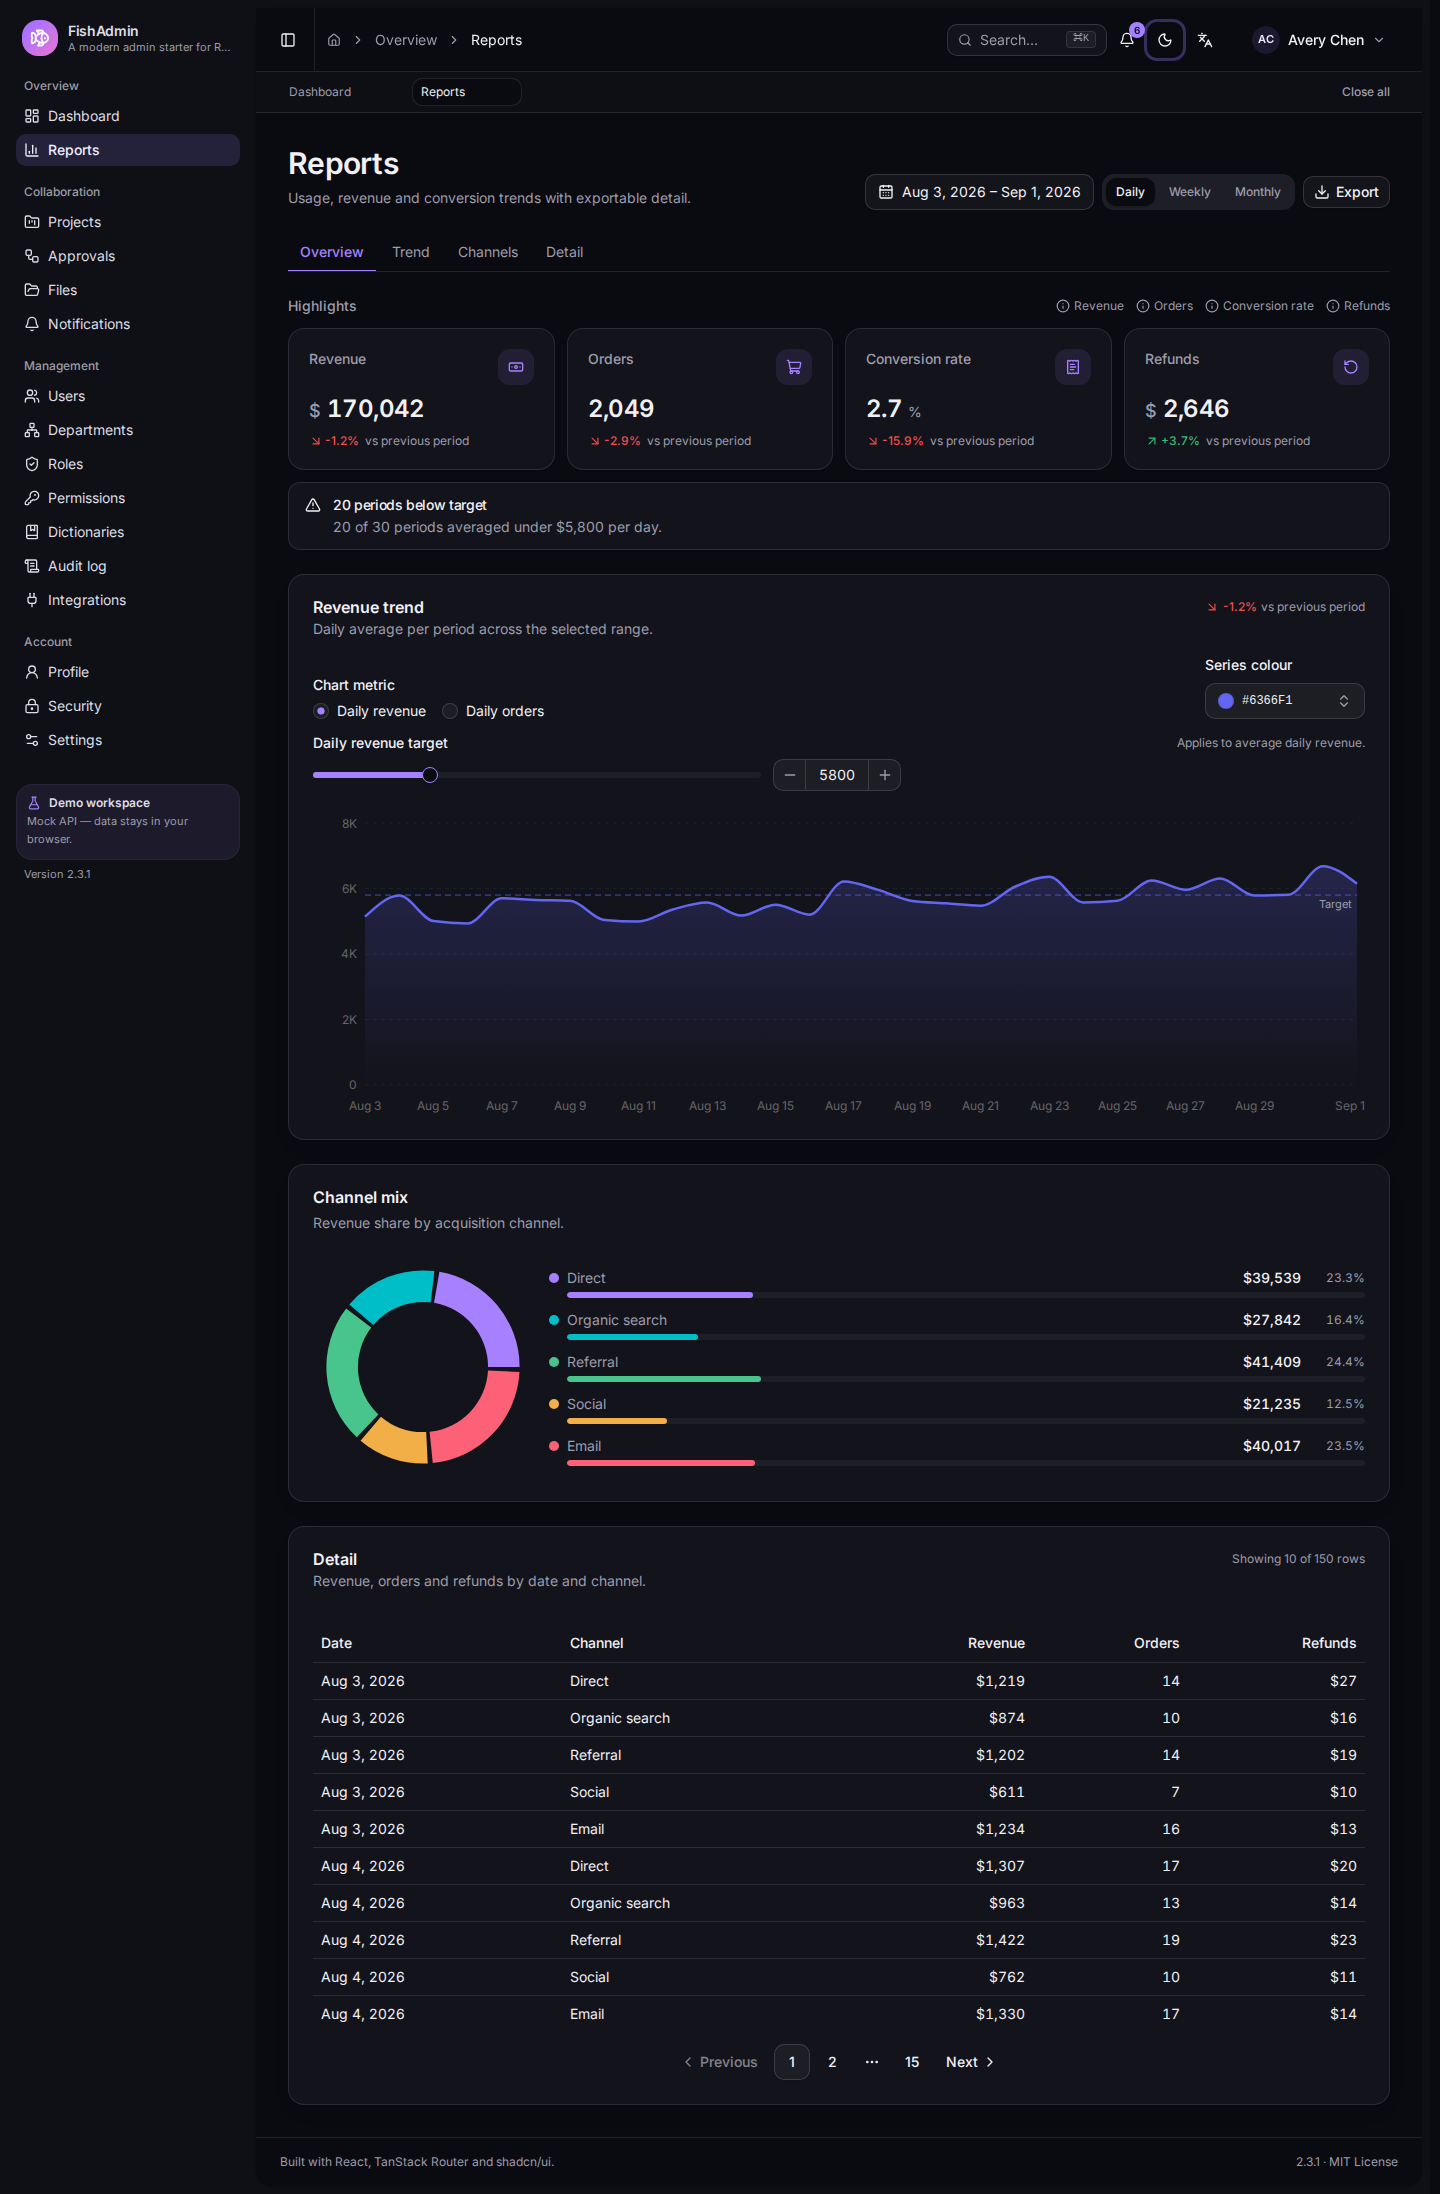 FishAdmin
A modern admin starter for R...
Overview
Dashboard
Reports
Collaboration
Projects
Approvals
Files
Notifications
Management
Users
Departments
Roles
Permissions
Dictionaries
Audit log
Integrations
Account
Profile
Security
Settings
Demo workspace
Mock API — data stays in your
browser.
Version 2.3.1
Overview
Reports
Search...
⌘K
6
AC
Avery Chen
Dashboard
Reports
Close all
Reports
Usage, revenue and conversion trends with exportable detail.
Aug 3, 2026 – Sep 1, 2026
Daily
Weekly
Monthly
Export
Overview
Trend
Channels
Detail
Highlights
Revenue
Orders
Conversion rate
Refunds
Revenue
$ 170,042
-1.2% vs previous period
Orders
2,049
-2.9% vs previous period
Conversion rate
2.7 %
-15.9% vs previous period
Refunds
$ 2,646
+3.7% vs previous period
20 periods below target
20 of 30 periods averaged under $5,800 per day.
Revenue trend
-1.2% vs previous period
Daily average per period across the selected range.
Series colour
#6366F1
Chart metric
Daily revenue
Daily orders
Daily revenue target
Applies to average daily revenue.
5800
8K
6K
4K
2K
0
Target
Aug 3
Aug 5
Aug 7
Aug 9
Aug 11
Aug 13
Aug 15
Aug 17
Aug 19
Aug 21
Aug 23
Aug 25
Aug 27
Aug 29
Sep 1
Channel mix
Revenue share by acquisition channel.
Direct $39,539 23.3%
Organic search $27,842 16.4%
Referral $41,409 24.4%
Social $21,235 12.5%
Email $40,017 23.5%
Detail
Showing 10 of 150 rows
Revenue, orders and refunds by date and channel.
Date Channel Revenue Orders Refunds
Aug 3, 2026 Direct $1,219 14 $27
Aug 3, 2026 Organic search $874 10 $16
Aug 3, 2026 Referral $1,202 14 $19
Aug 3, 2026 Social $611 7 $10
Aug 3, 2026 Email $1,234 16 $13
Aug 4, 2026 Direct $1,307 17 $20
Aug 4, 2026 Organic search $963 13 $14
Aug 4, 2026 Referral $1,422 19 $23
Aug 4, 2026 Social $762 10 $11
Aug 4, 2026 Email $1,330 17 $14
Previous 1 2 ... 15 Next
Built with React, TanStack Router and shadcn/ui.
2.3.1 · MIT License